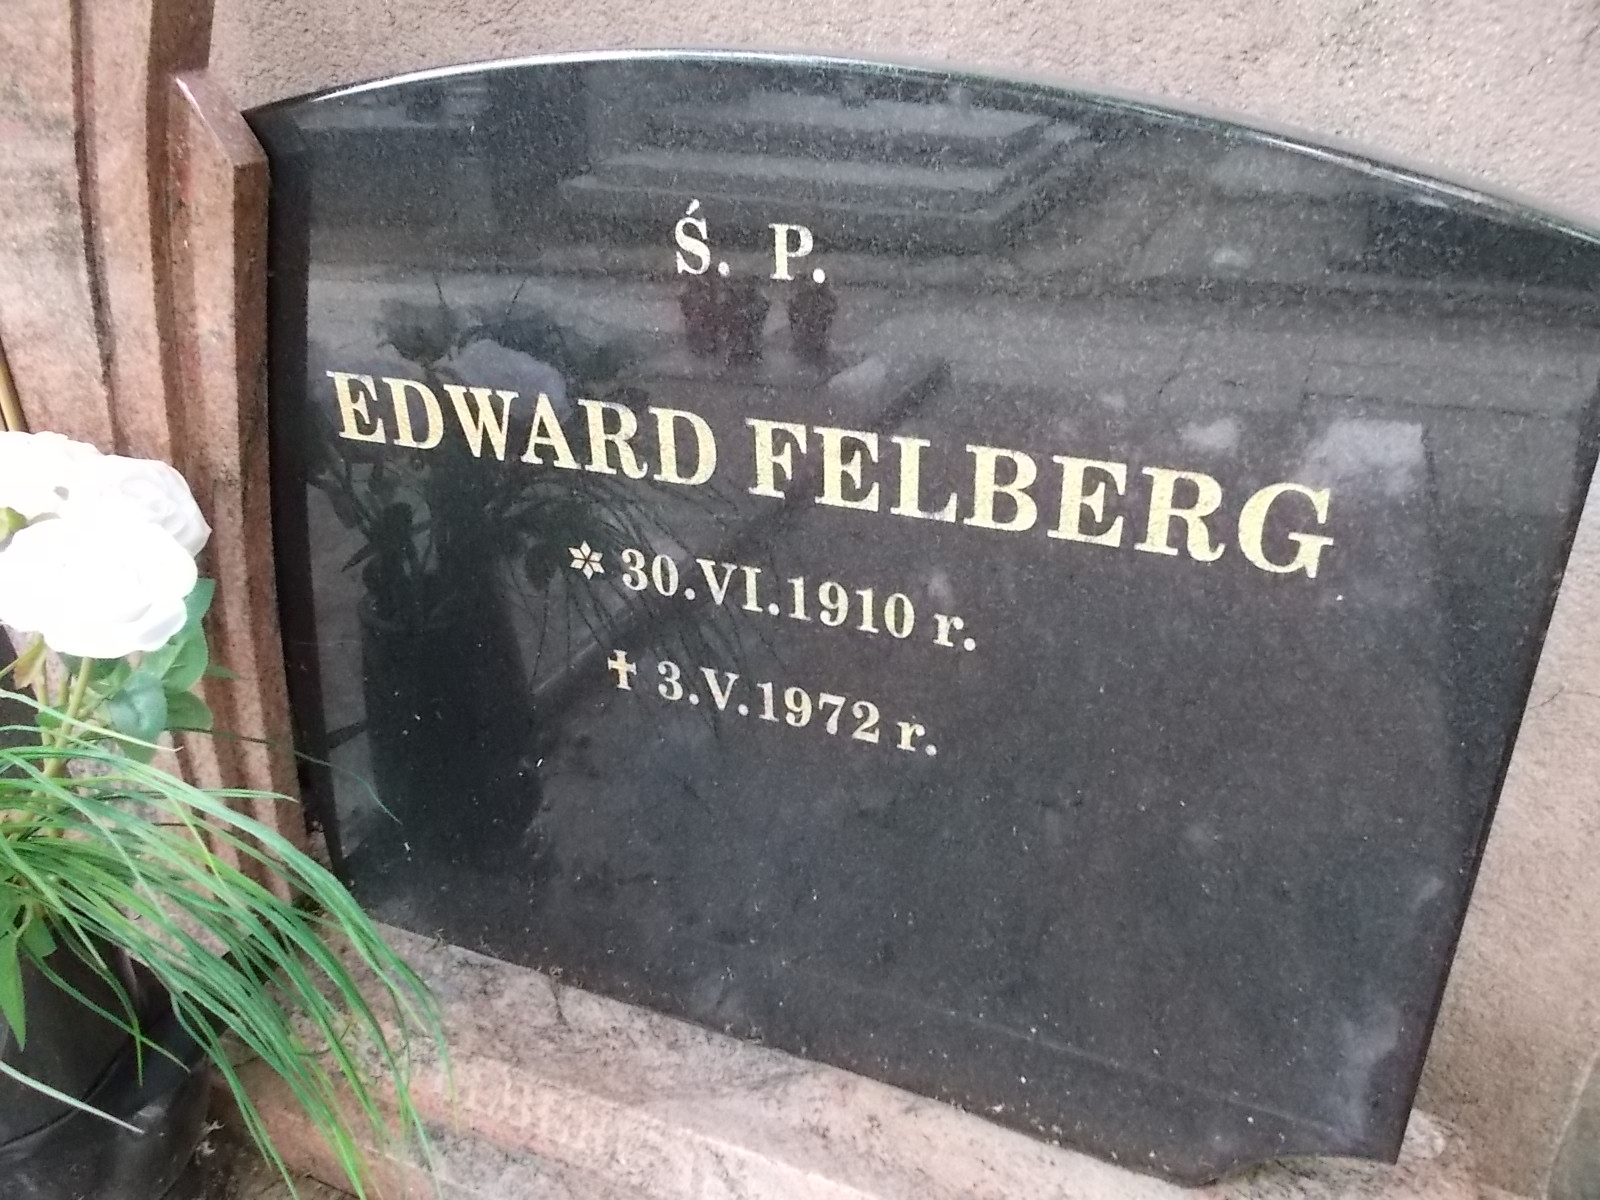 Ś. P.
EDWARD FELBERG
* 30.VI.1910 r.
✝ 3.V.1972 r.